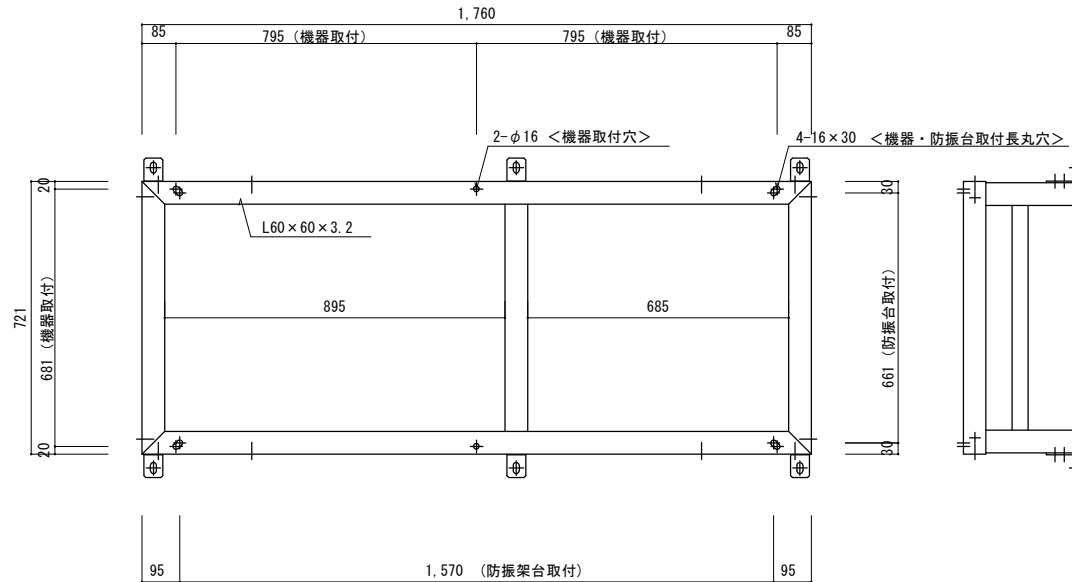 1,760
85
795 (機器取付)
795 (機器取付)
85
2-φ16 <機器取付穴>
4-16×30 <機器・防振台取付長丸穴>
20
30
L60×60×3.2
721
681 (機器取付)
895
685
661 (防振台取付)
20
30
95
1,570 (防振架台取付)
95